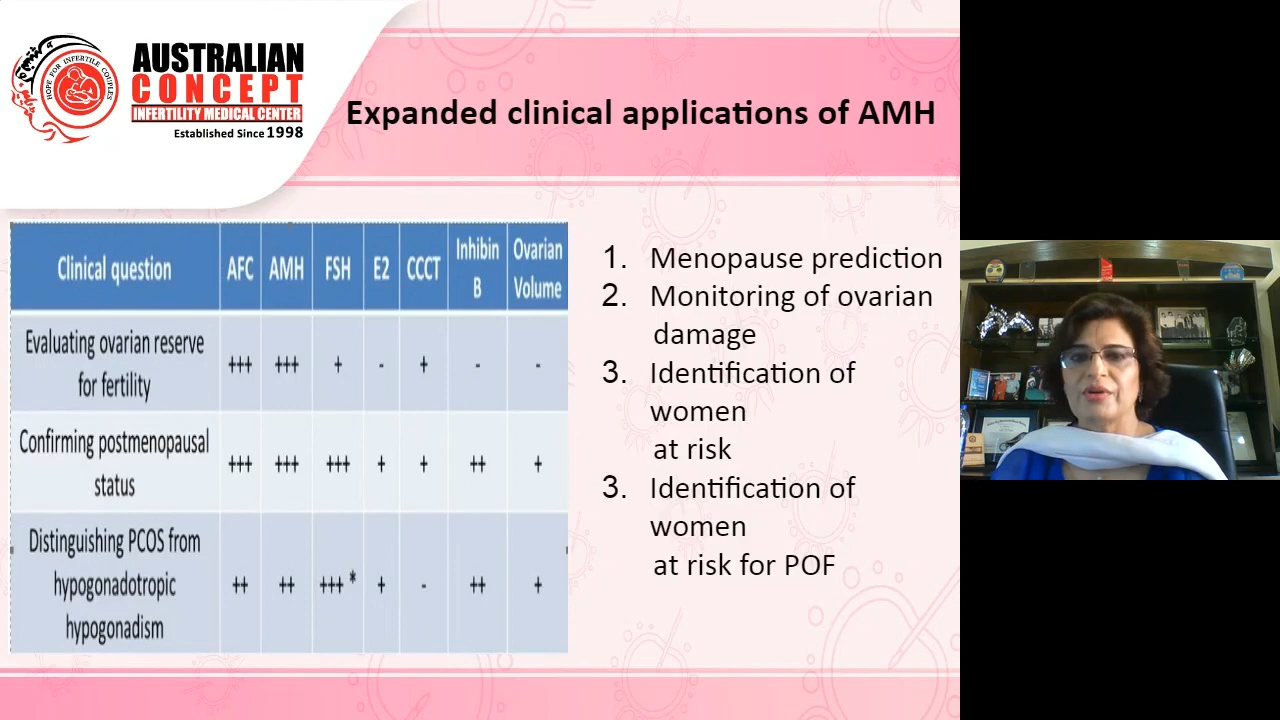 HOPE FOR INFERTILE COUPLES
AUSTRALIAN
CONCEPT
INFERTILITY MEDICAL CENTER
Established Since 1998
Expanded clinical applications of AMH
Clinical question AFC AMH FSH E2 CCCT Inhibin B Ovarian Volume
Evaluating ovarian reserve
for fertility
+++ +++ + - + - -
Confirming postmenopausal
status
+++ +++ +++ + + ++ +
Distinguishing PCOS from
hypogonadotropic
hypogonadism
++ ++ +++ * + - ++ +
1. Menopause prediction
2. Monitoring of ovarian
damage
3. Identification of
women
at risk
3. Identification of
women
at risk for POF